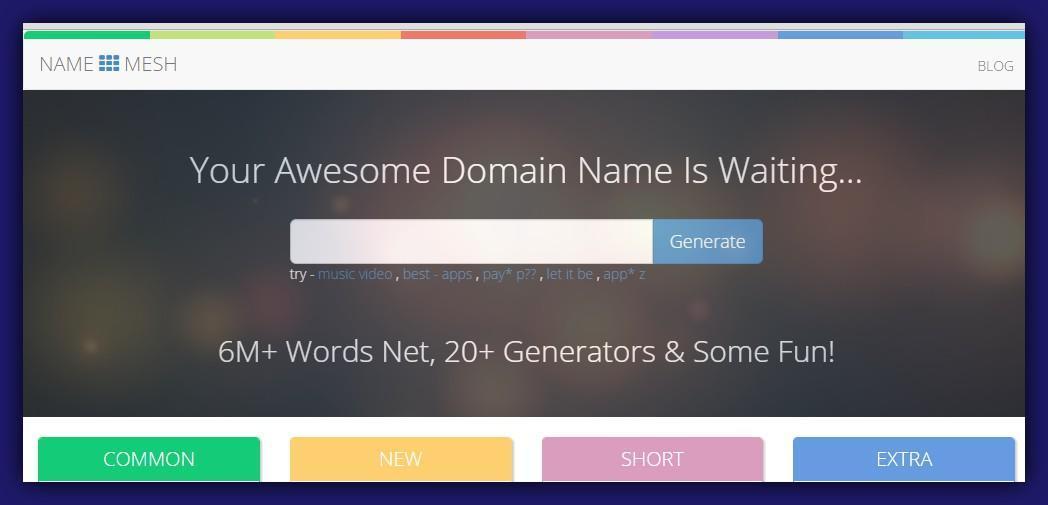 NAME MESH
BLOG
Your Awesome Domain Name Is Waiting...
Generate
try - music video , best - apps , pay* p?? , let it be , app* z
6M+ Words Net, 20+ Generators & Some Fun!
COMMON
NEW
SHORT
EXTRA